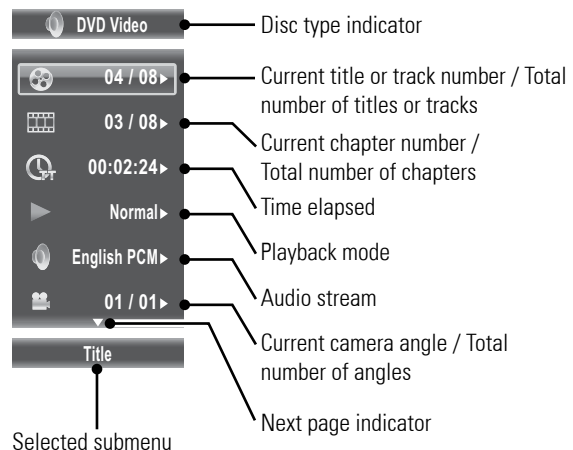 DVD Video
Disc type indicator
04 / 08
Current title or track number / Total
number of titles or tracks
03 / 08
Current chapter number /
Total number of chapters
00:02:24
Time elapsed
Normal
Playback mode
English PCM
Audio stream
01 / 01
Current camera angle / Total
number of angles
Title
Next page indicator
Selected submenu